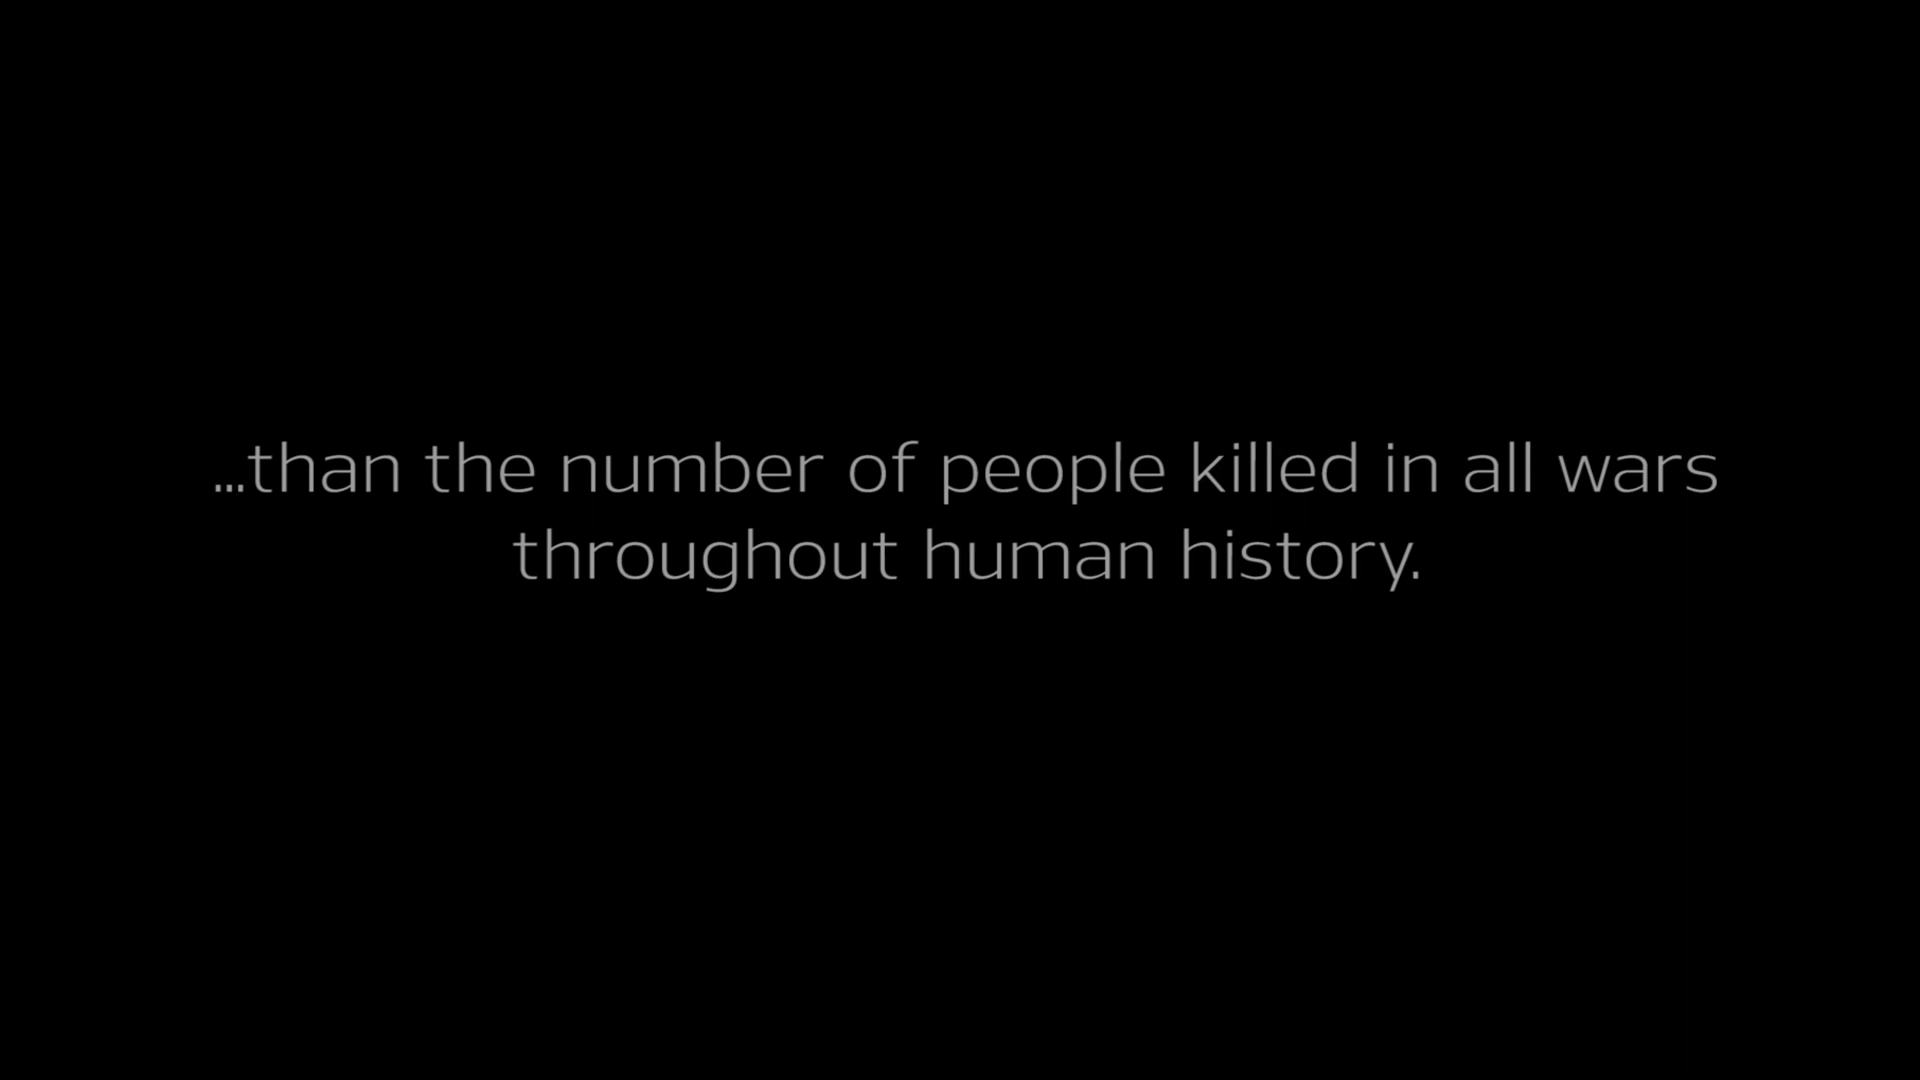 ...than the number of people killed in all wars
throughout human history.